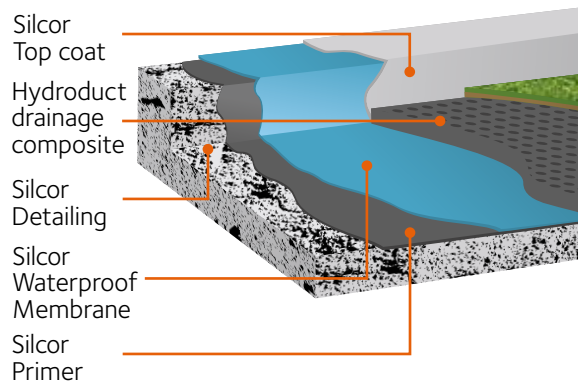 Silcor
Top coat
Hydroduct
drainage
composite
Silcor
Detailing
Silcor
Waterproof
Membrane
Silcor
Primer